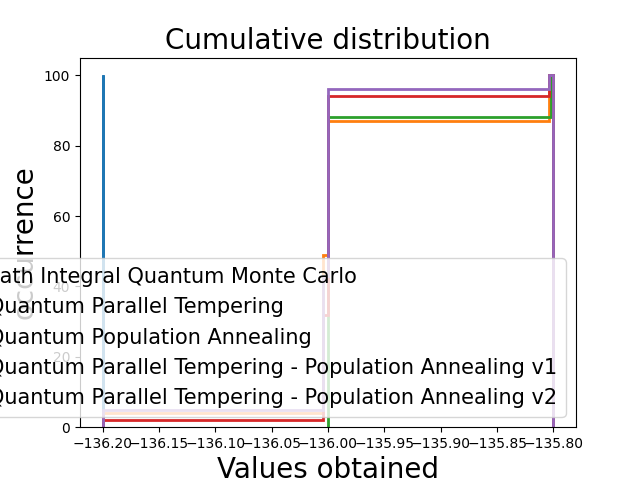 Cumulative distribution
100
80
60
40
20
0
occurrence
ath Integral Quantum Monte Carlo
Quantum Parallel Tempering
Quantum Population Annealing
Quantum Parallel Tempering - Population Annealing v1
Quantum Parallel Tempering - Population Annealing v2
−136.20 −136.15 −136.10 −136.05 −136.00 −135.95 −135.90 −135.85 −135.80
Values obtained